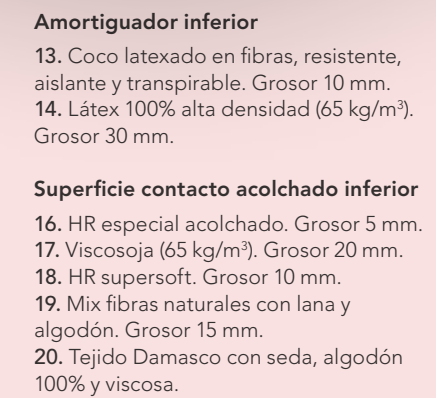 Amortiguador inferior
13. Coco latexado en fibras, resistente,
aislante y transpirable. Grosor 10 mm.
14. Látex 100% alta densidad (65 kg/m³).
Grosor 30 mm.
Superficie contacto acolchado inferior
16. HR especial acolchado. Grosor 5 mm.
17. Viscosoja (65 kg/m³). Grosor 20 mm.
18. HR supersoft. Grosor 10 mm.
19. Mix fibras naturales con lana y
algodón. Grosor 15 mm.
20. Tejido Damasco con seda, algodón
100% y viscosa.